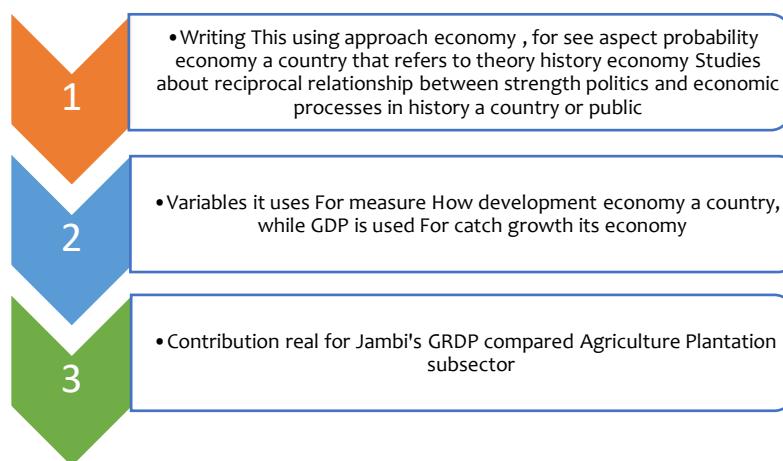 1
•Writing This using approach economy , for see aspect probability
economy a country that refers to theory history economy Studies
about reciprocal relationship between strength politics and economic
processes in history a country or public
2
•Variables it uses For measure How development economy a country,
while GDP is used For catch growth its economy
3
•Contribution real for Jambi's GRDP compared Agriculture Plantation
subsector